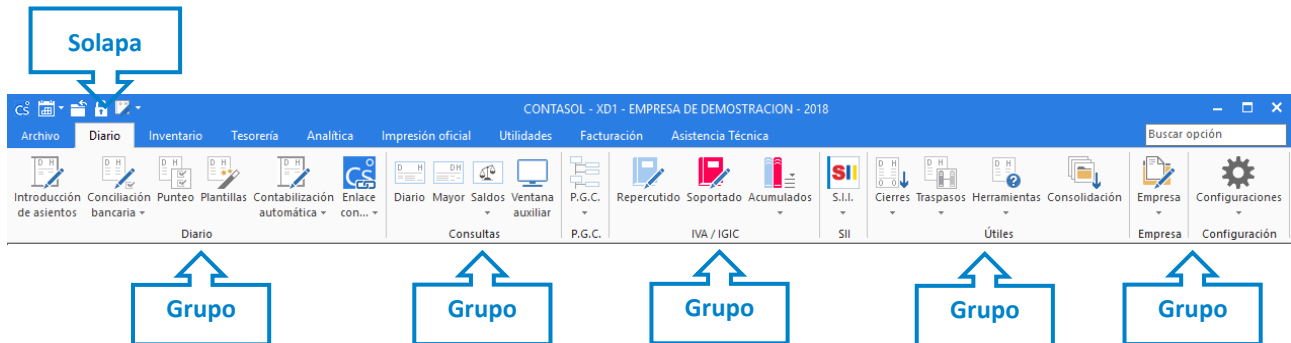 Solapa
CS
CONTASOL - XD1 - EMPRESA DE DEMOSTRACION - 2018
Archivo Diario Inventario Tesorería Analítica Impresión oficial Utilidades Facturación Asistencia Técnica Buscar opción
Introducción de asientos
Conciliación bancaria
Punteo
Plantillas
Contabilización automática
Enlace con...
Diario
Mayor
Saldos
Ventana auxiliar
P.G.C.
Repercutido
Soportado
Acumulados
SII
S.I.I.
Cierres
Traspasos
Herramientas
Consolidación
Empresa
Configuraciones
Diario Consultas P.G.C. IVA / IGIC SII Útiles Empresa Configuración
Grupo Grupo Grupo Grupo Grupo